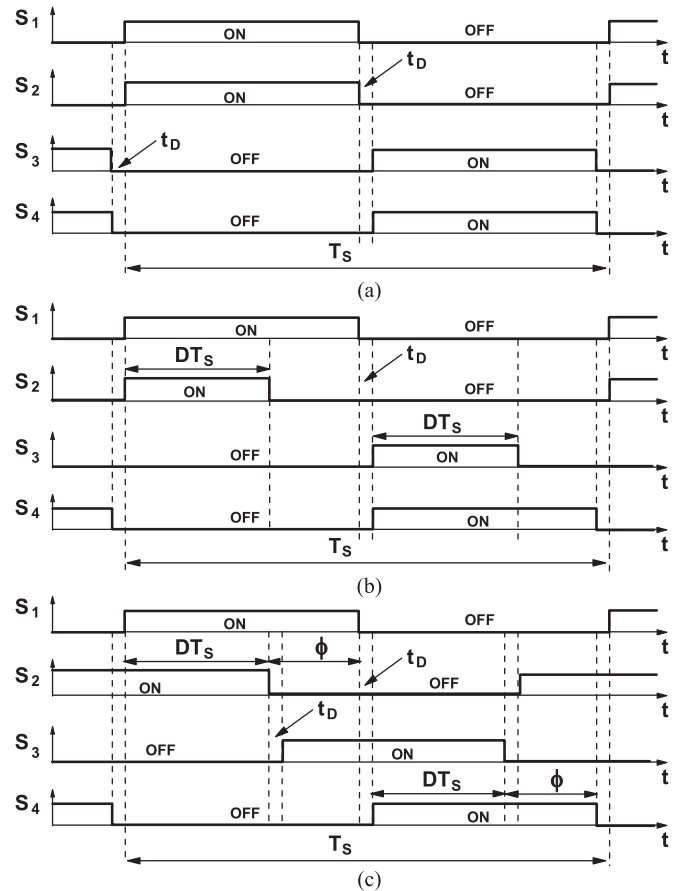 S1 ON OFF t
S2 ON tD OFF t
S3 tD OFF ON t
S4 OFF ON t
TS
(a)
S1 ON OFF t
DTS tD
S2 ON OFF t
DTS
S3 OFF ON t
S4 OFF ON t
TS
(b)
S1 ON OFF t
DTS ϕ tD
S2 ON OFF t
tD
S3 OFF ON t
DTS ϕ
S4 OFF ON t
TS
(c)